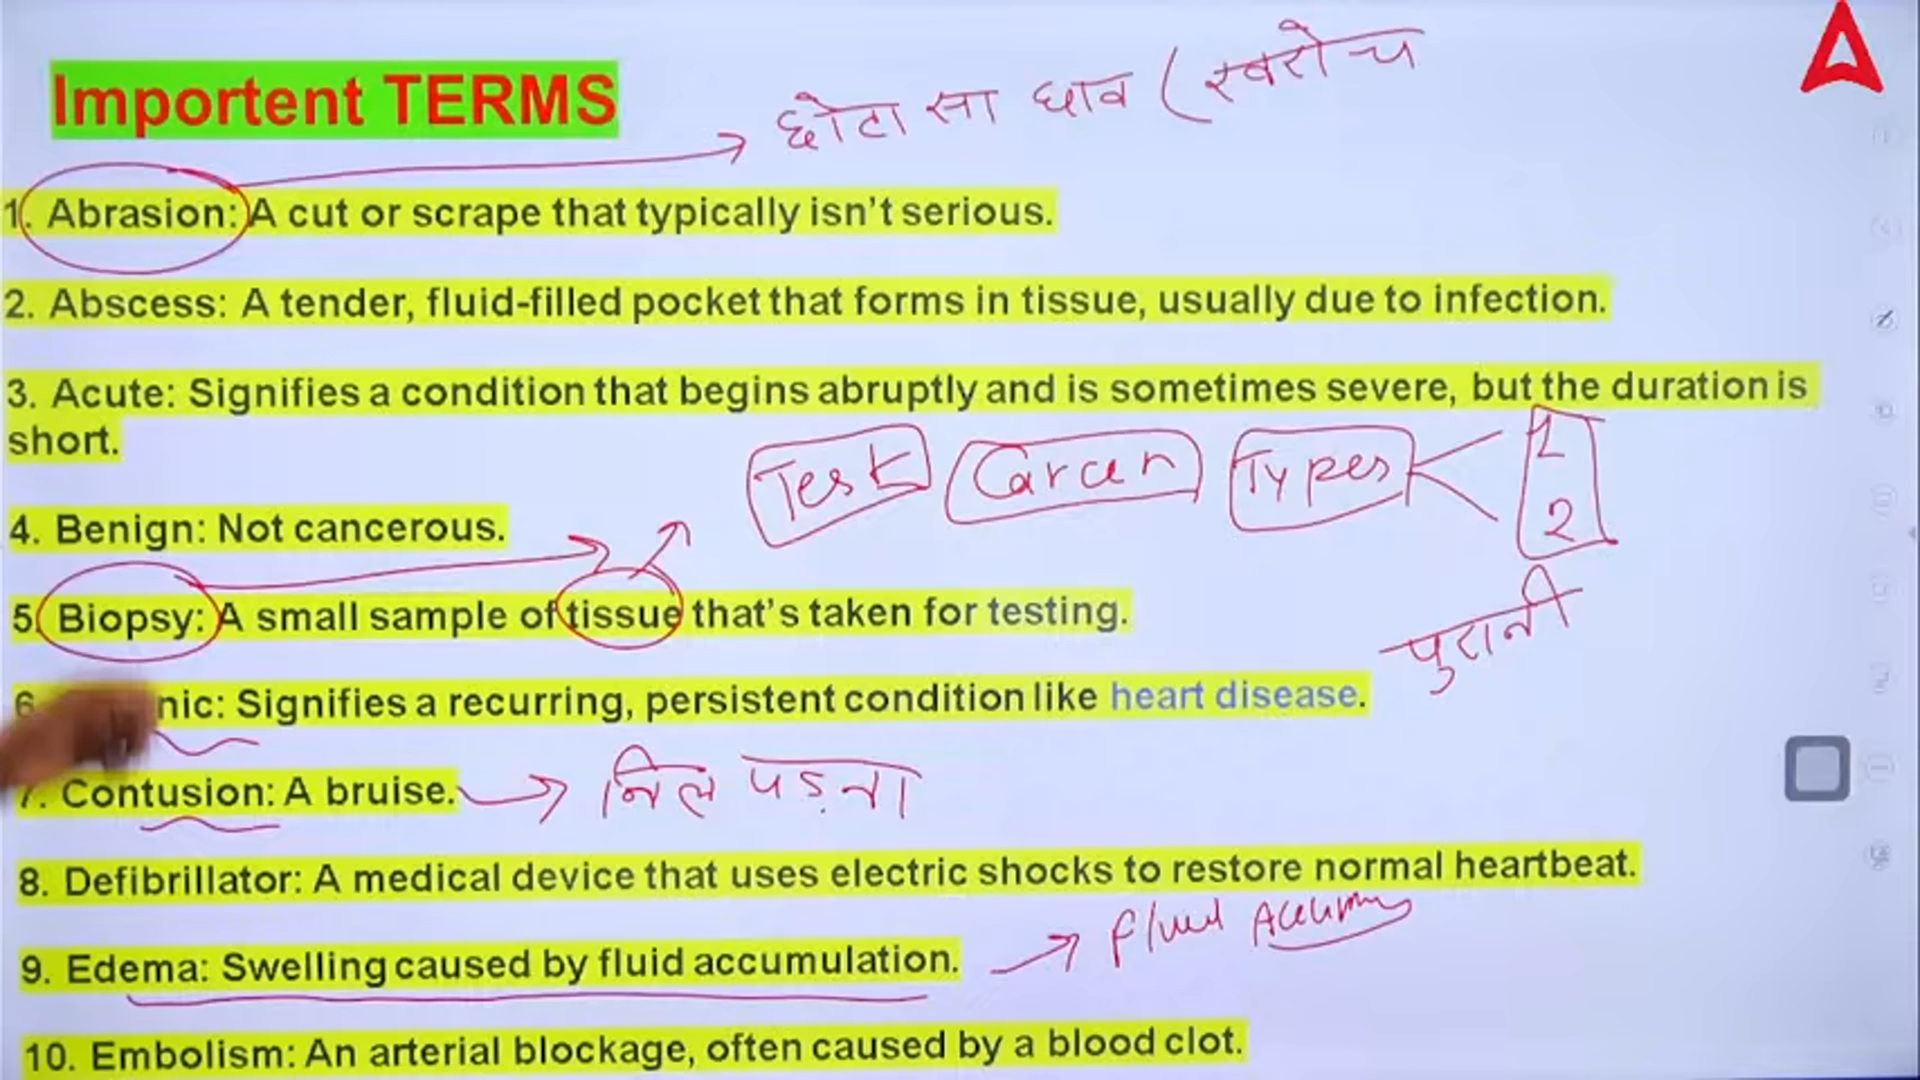 Importent TERMS
छोटा सा घाव (खरोच
1. Abrasion: A cut or scrape that typically isn't serious.
2. Abscess: A tender, fluid-filled pocket that forms in tissue, usually due to infection.
3. Acute: Signifies a condition that begins abruptly and is sometimes severe, but the duration is
short.
Test Types 1
2
4. Benign: Not cancerous.
5. Biopsy: A small sample of tissue that's taken for testing.
पुरानी
6. nic: Signifies a recurring, persistent condition like heart disease.
7. Contusion: A bruise. निल पड़ना
8. Defibrillator: A medical device that uses electric shocks to restore normal heartbeat.
fluid
9. Edema: Swelling caused by fluid accumulation.
10. Embolism: An arterial blockage, often caused by a blood clot.